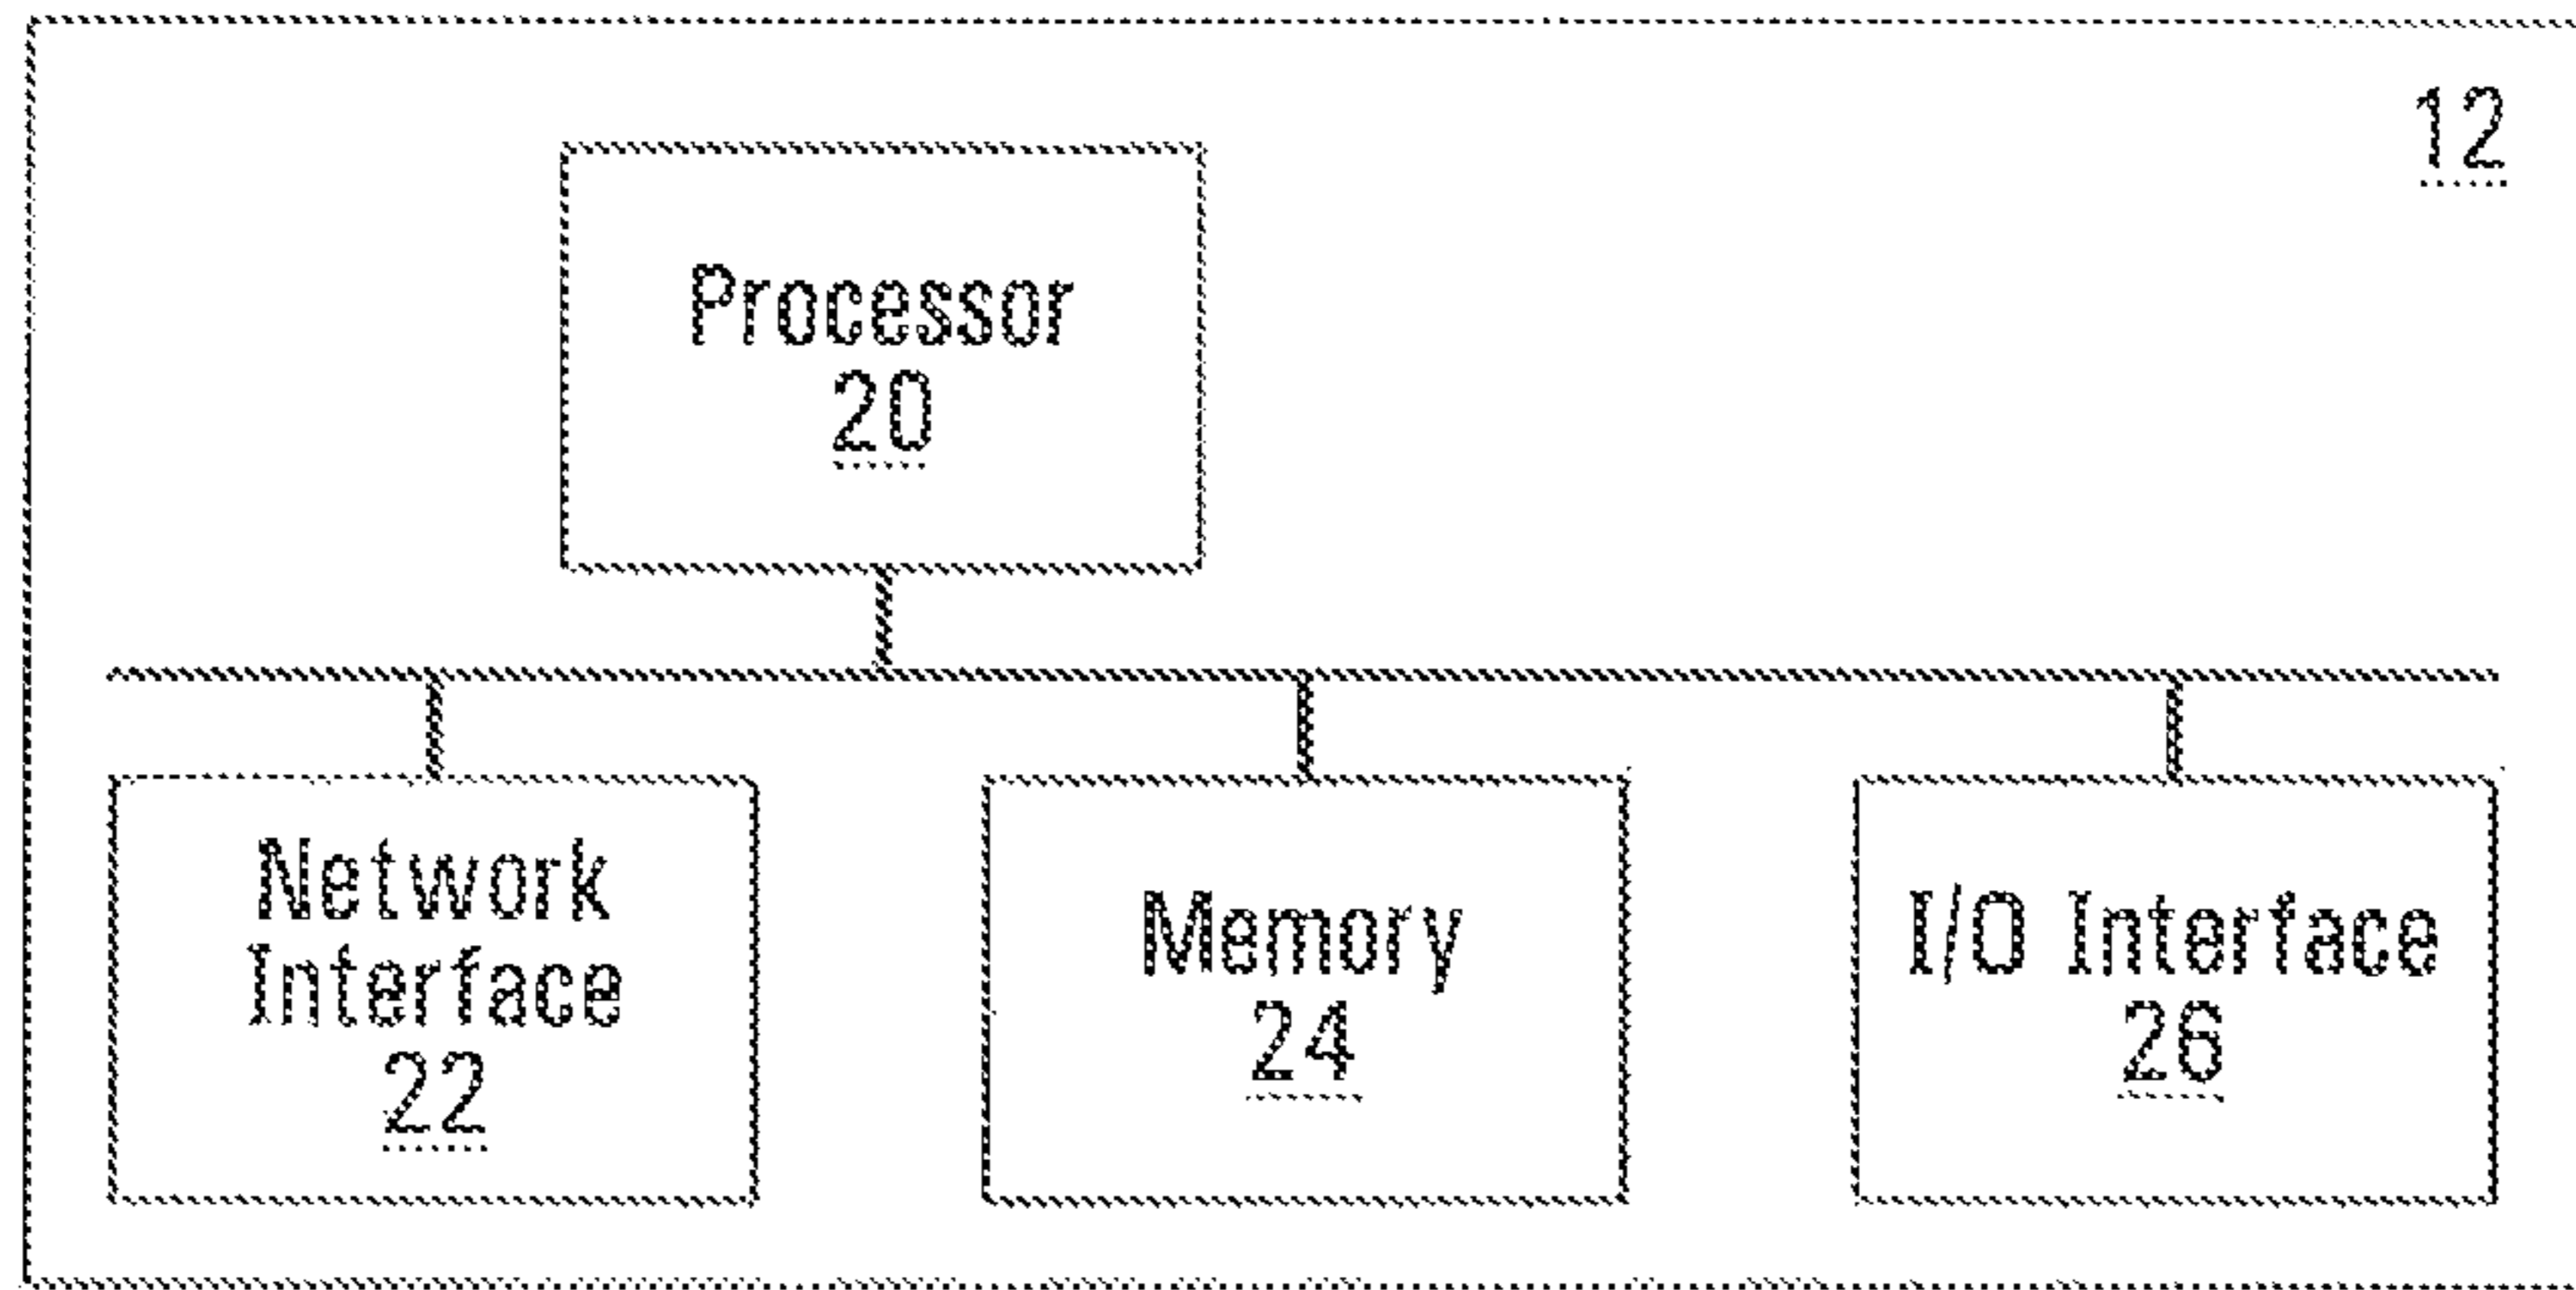 12
Processor
20
Network
Interface
22
Memory
24
I/O Interface
26